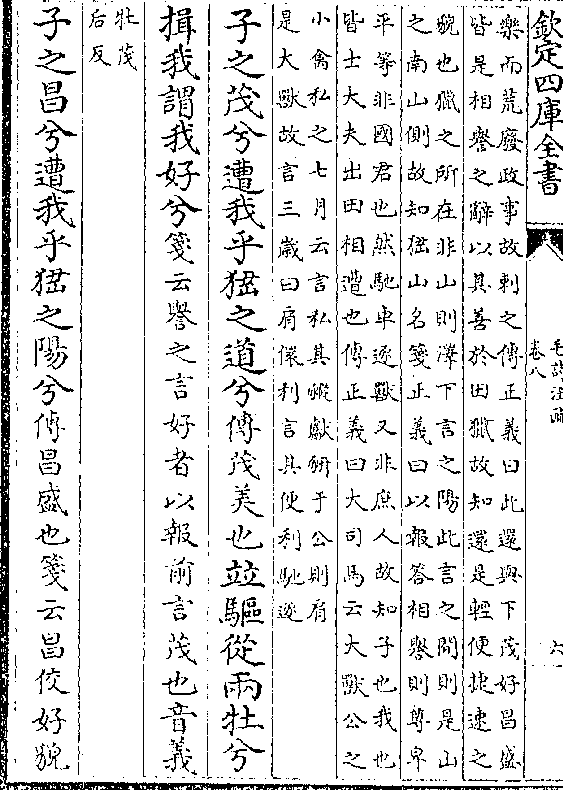 欽定四庫全書
毛詩注疏
卷八
六
樂而荒廢政事故刺之傳正義曰此還與下茂好昌盛
皆是相譽之辭以其善於田獵故知還是輕便捷速之
貌也獵之所在非山則澤下言之陽此言之間則是山
之南山側故知峱山名箋正義曰以報答相譽則尊卑
平等非國君也然馳車逐獸又非庶人故知子也我也
皆士大夫出田相遭也傳正義曰大司馬云大獸公之
小禽私之七月云言私其豵獻豜于公則肩
是大獸故言三歲曰肩儇利言其便利馳逐
子之茂兮遭我乎峱之道兮傳茂美也竝驅從兩牡兮
揖我謂我好兮箋云譽之言好者以報前言茂也音義
牡茂
后反
子之昌兮遭我乎峱之陽兮傳昌盛也箋云昌佼好貌